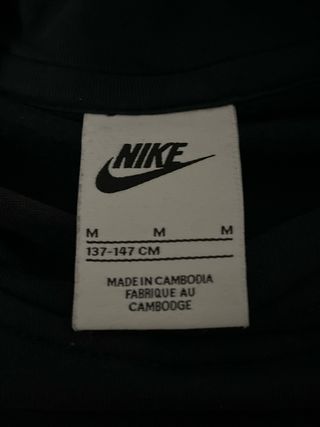 NIKE
M M M
137-147 CM
MADE IN CAMBODIA
FABRIQUE AU
CAMBODGE